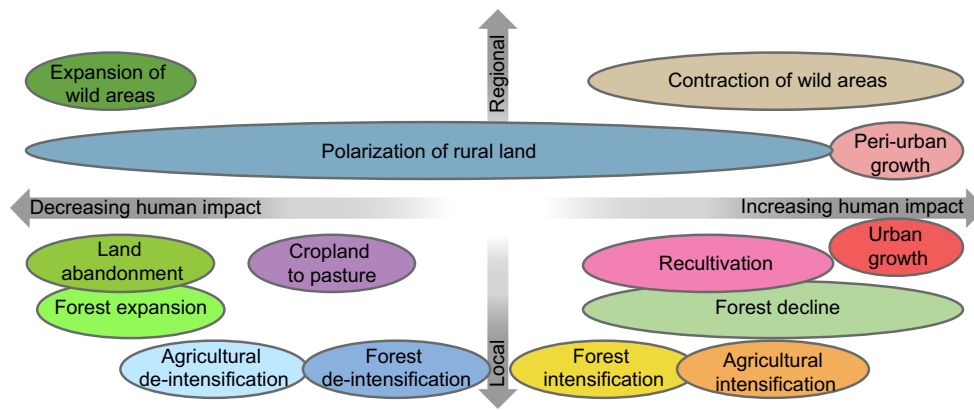 Expansion of
wild areas
Regional
Contraction of wild areas
Polarization of rural land
Peri-urban
growth
Decreasing human impact
Increasing human impact
Land
abandonment
Cropland
to pasture
Recultivation
Urban
growth
Forest expansion
Forest decline
Agricultural
de-intensification
Forest
de-intensification
Local
Forest
intensification
Agricultural
intensification